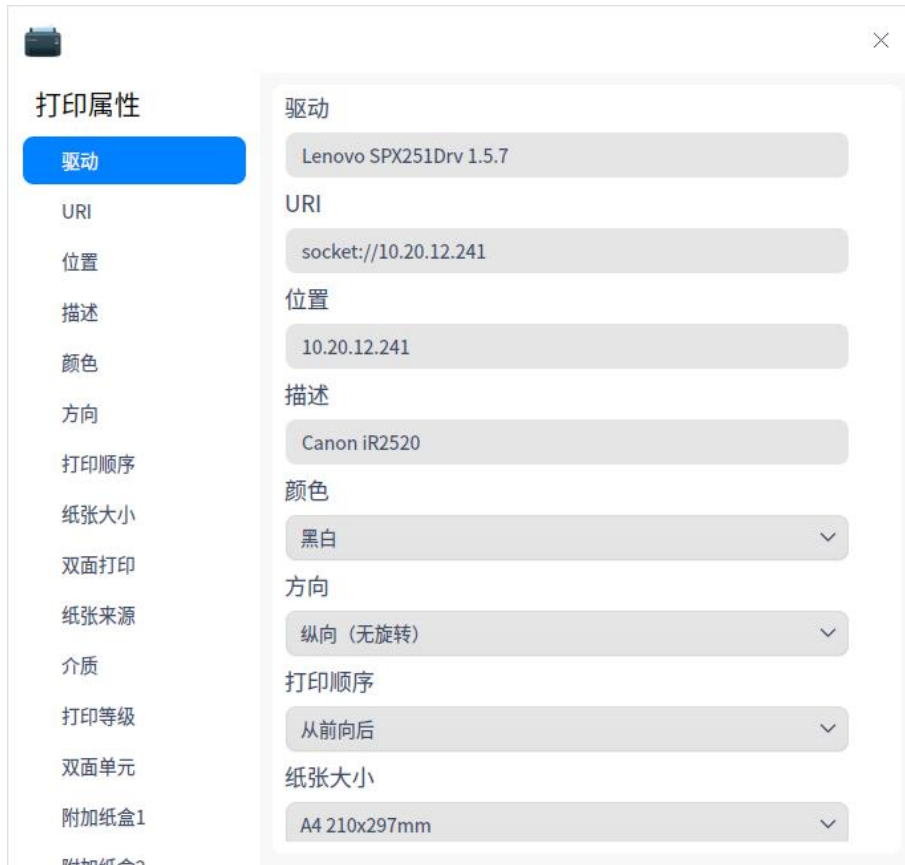 打印属性
驱动
URI
位置
描述
颜色
方向
打印顺序
纸张大小
双面打印
纸张来源
介质
打印等级
双面单元
附加纸盒1
驱动
Lenovo SPX251Drv 1.5.7
URI
socket://10.20.12.241
位置
10.20.12.241
描述
Canon iR2520
颜色
黑白
方向
纵向（无旋转）
打印顺序
从前向后
纸张大小
A4 210x297mm